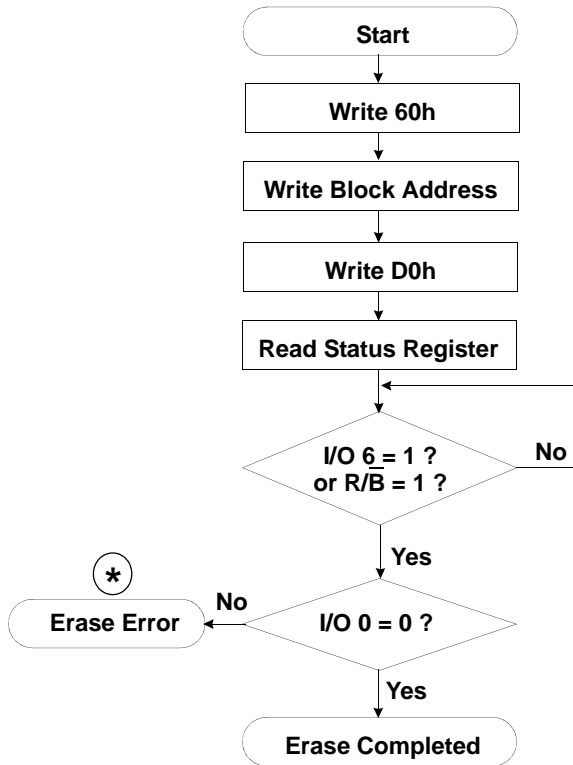 Start
Write 60h
Write Block Address
Write D0h
Read Status Register
I/O 6 = 1 ?
or R/B̅ = 1 ?
No
Yes
*
No
Erase Error
I/O 0 = 0 ?
Yes
Erase Completed